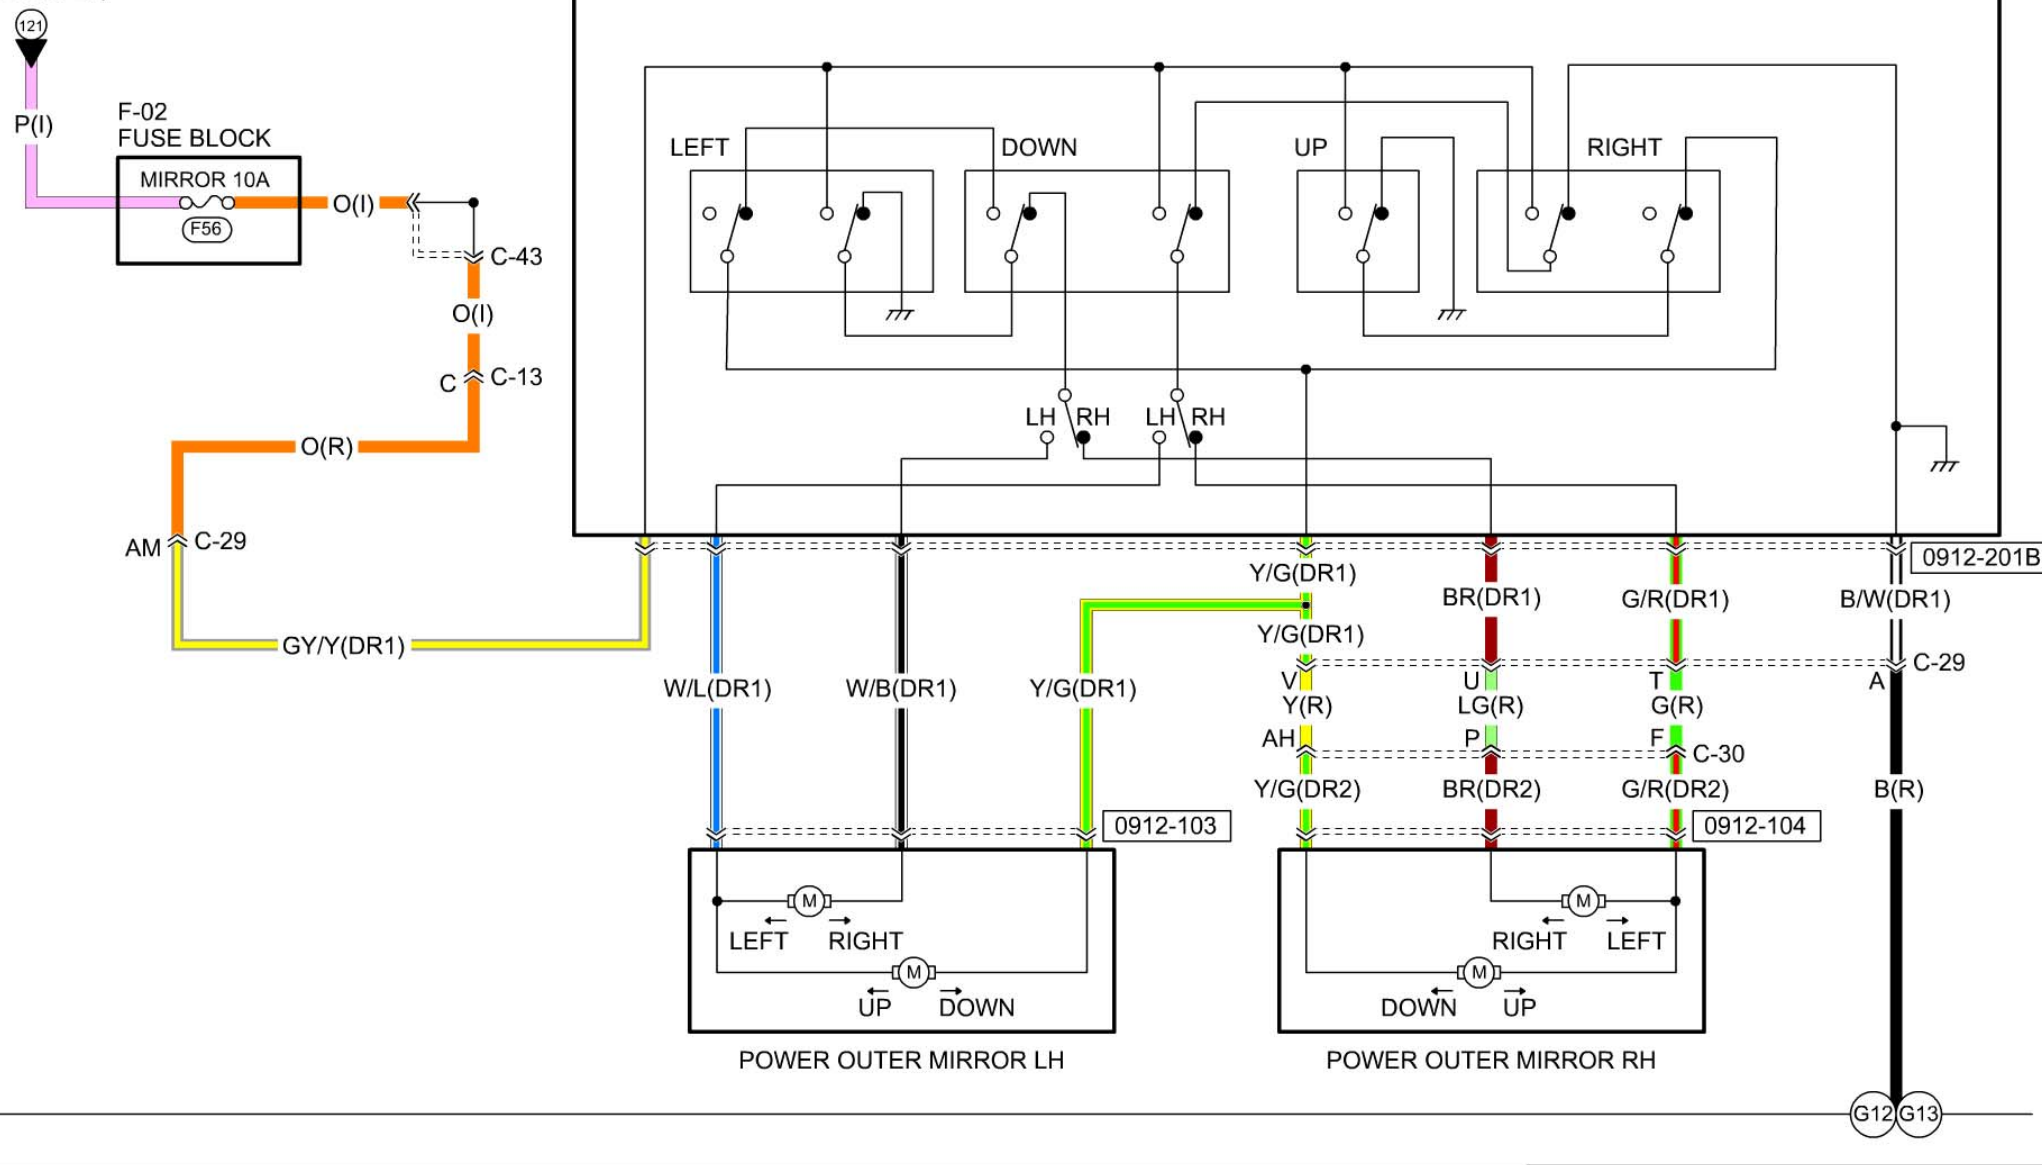 121
P(I)
F-02
FUSE BLOCK
MIRROR 10A
F56
O(I)
C-43
O(I)
C
C-13
O(R)
AM
C-29
GY/Y(DR1)
LEFT
DOWN
UP
RIGHT
LH
RH
LH
RH
0912-201B
Y/G(DR1)
BR(DR1)
G/R(DR1)
B/W(DR1)
Y/G(DR1)
C-29
W/L(DR1)
W/B(DR1)
Y/G(DR1)
V
U
T
A
Y(R)
LG(R)
G(R)
AH
P
F
C-30
Y/G(DR2)
BR(DR2)
G/R(DR2)
B(R)
0912-103
0912-104
M
LEFT
RIGHT
M
UP
DOWN
POWER OUTER MIRROR LH
M
RIGHT
LEFT
M
DOWN
UP
POWER OUTER MIRROR RH
G12
G13